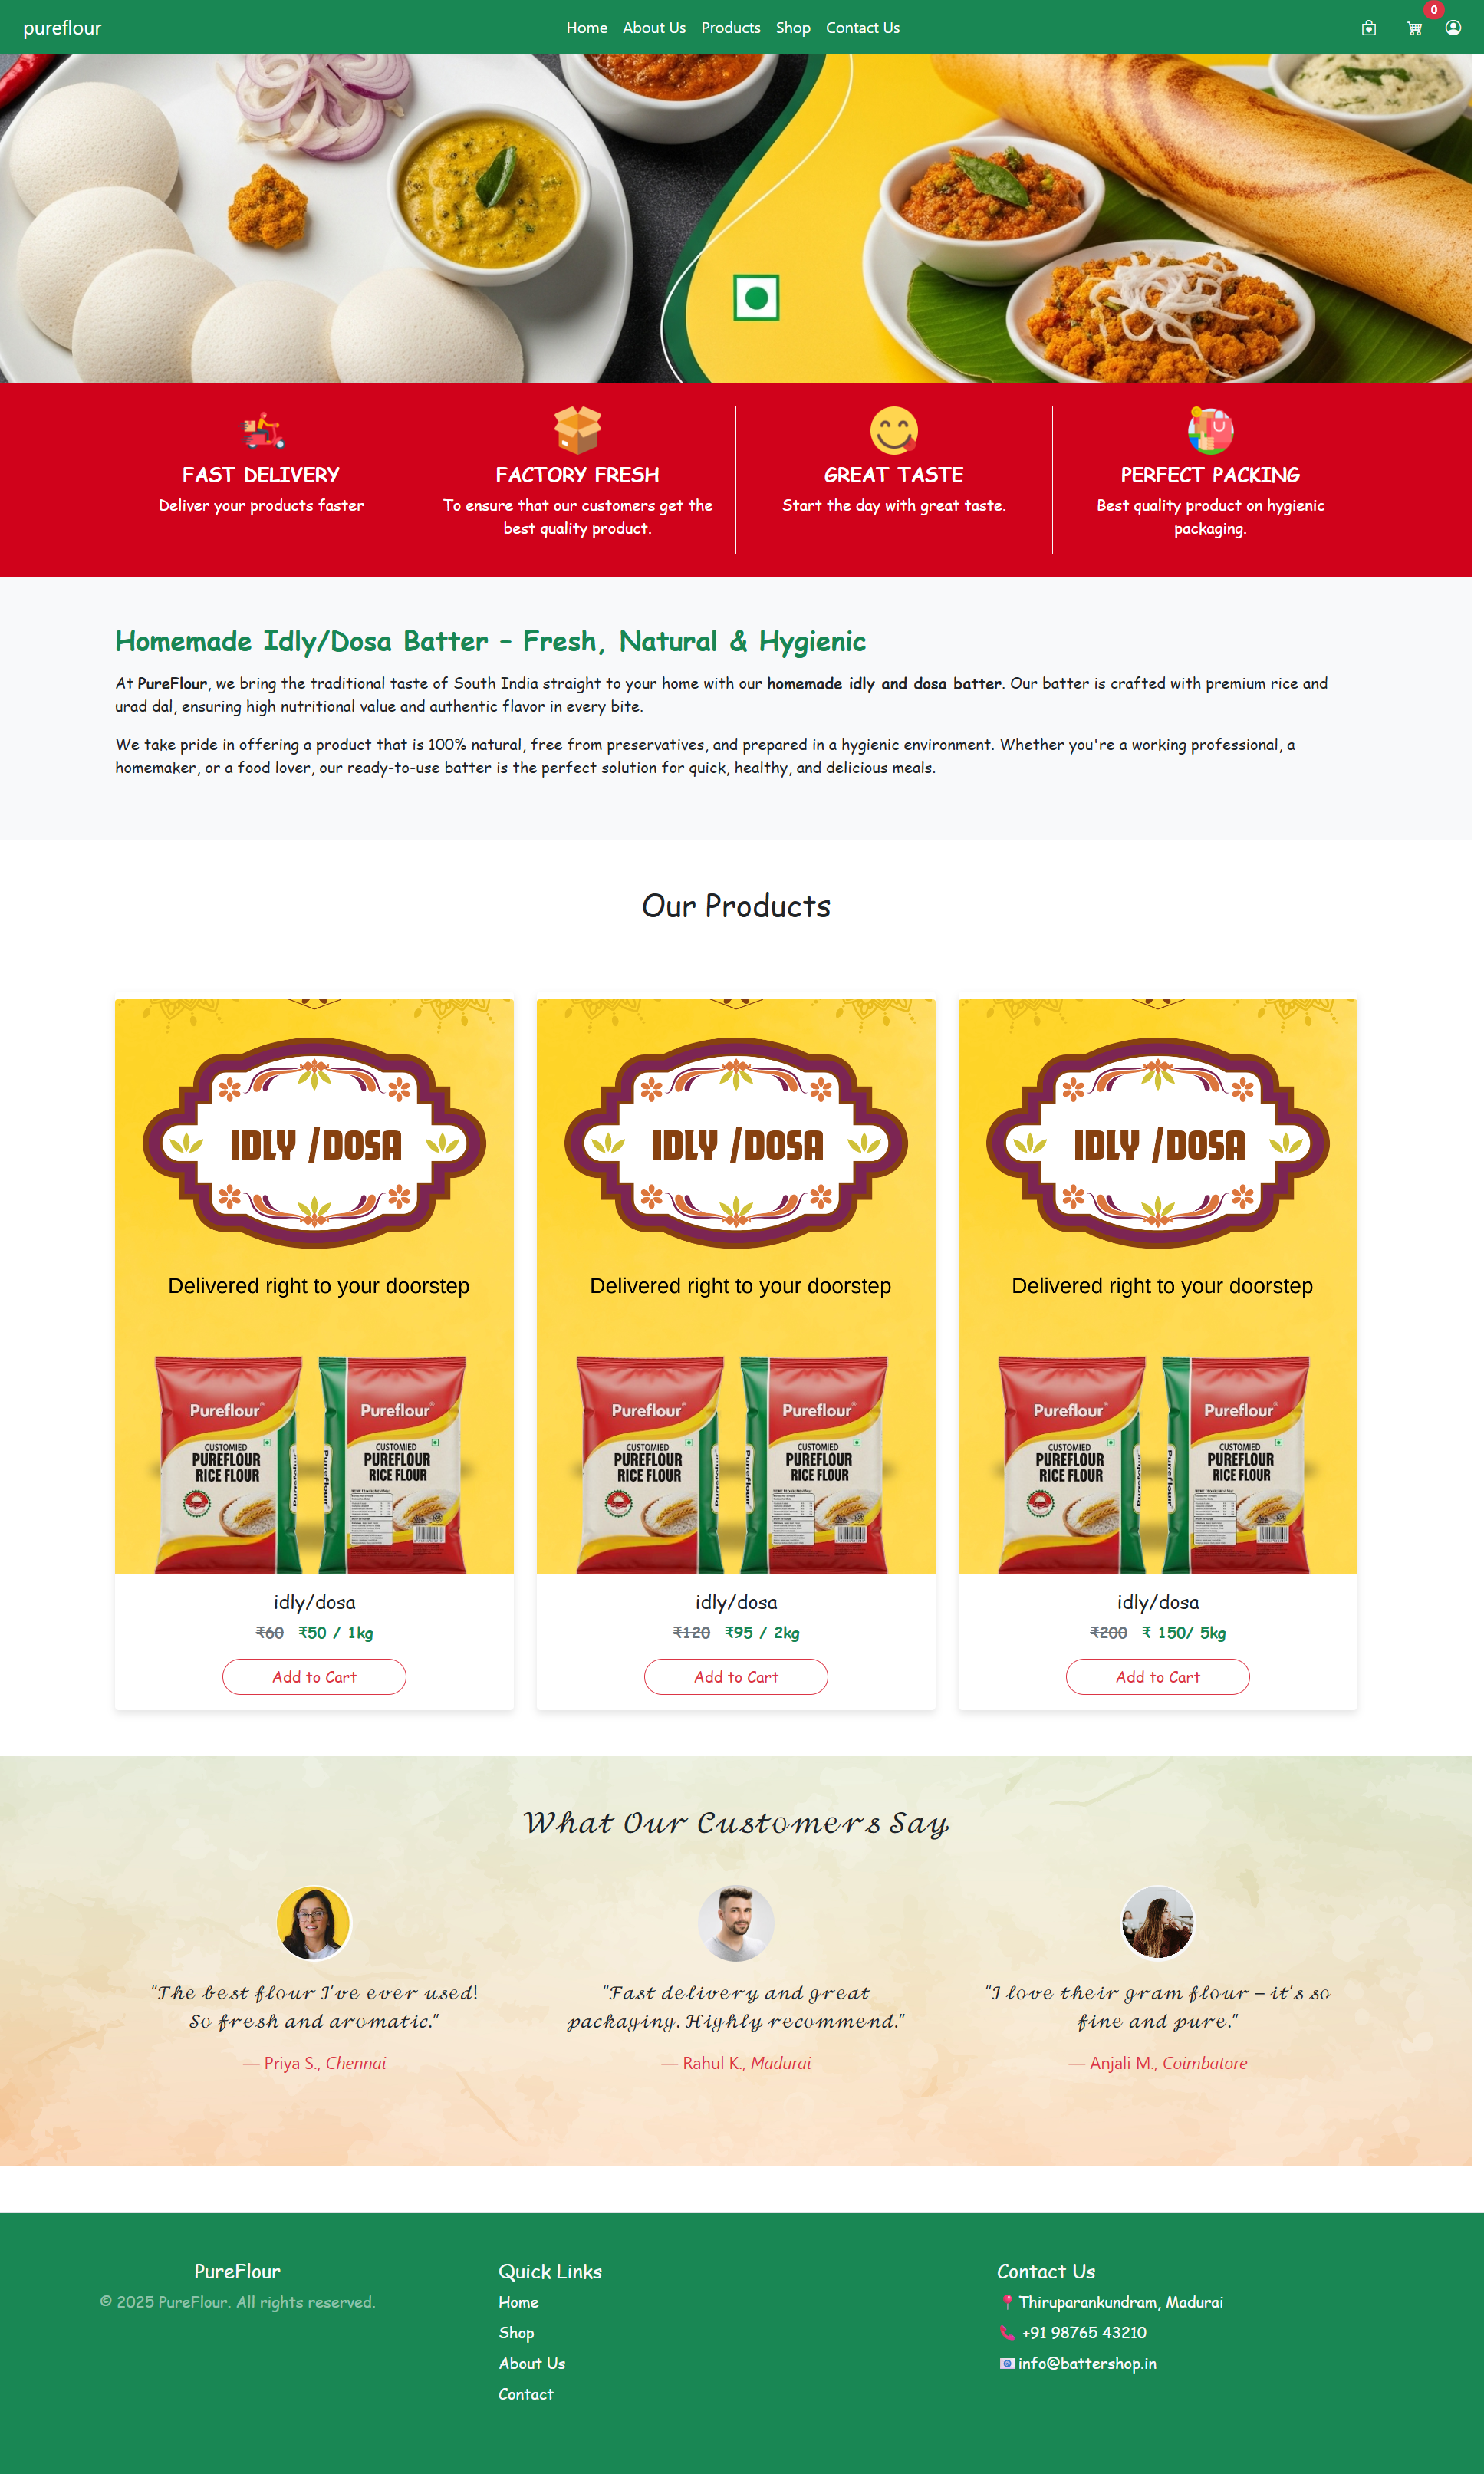 pureflour
Home About Us Products Shop Contact Us
0
FAST DELIVERY
Deliver your products faster
FACTORY FRESH
To ensure that our customers get the
best quality product.
GREAT TASTE
Start the day with great taste.
PERFECT PACKING
Best quality product on hygienic
packaging.
Homemade Idly/Dosa Batter – Fresh, Natural & Hygienic
At PureFlour, we bring the traditional taste of South India straight to your home with our homemade idly and dosa batter. Our batter is crafted with premium rice and
urad dal, ensuring high nutritional value and authentic flavor in every bite.
We take pride in offering a product that is 100% natural, free from preservatives, and prepared in a hygienic environment. Whether you're a working professional, a
homemaker, or a food lover, our ready-to-use batter is the perfect solution for quick, healthy, and delicious meals.
Our Products
IDLY /DOSA
Delivered right to your doorstep
Pureflour
CUSTOMIED
PUREFLOUR
RICE FLOUR
Pureflour
Pureflour
Pureflour
CUSTOMIED
PUREFLOUR
RICE FLOUR
idly/dosa
₹60 ₹50 / 1kg
Add to Cart
IDLY /DOSA
Delivered right to your doorstep
Pureflour
CUSTOMIED
PUREFLOUR
RICE FLOUR
Pureflour
Pureflour
Pureflour
CUSTOMIED
PUREFLOUR
RICE FLOUR
idly/dosa
₹120 ₹95 / 2kg
Add to Cart
IDLY /DOSA
Delivered right to your doorstep
Pureflour
CUSTOMIED
PUREFLOUR
RICE FLOUR
Pureflour
Pureflour
Pureflour
CUSTOMIED
PUREFLOUR
RICE FLOUR
idly/dosa
₹200 ₹ 150/ 5kg
Add to Cart
What Our Customers Say
"The best flour I've ever used!
So fresh and aromatic."
— Priya S., Chennai
"Fast delivery and great
packaging. Highly recommend."
— Rahul K., Madurai
"I love their gram flour – it's so
fine and pure."
— Anjali M., Coimbatore
PureFlour
© 2025 PureFlour. All rights reserved.
Quick Links
Home
Shop
About Us
Contact
Contact Us
Thiruparankundram, Madurai
+91 98765 43210
info@battershop.in